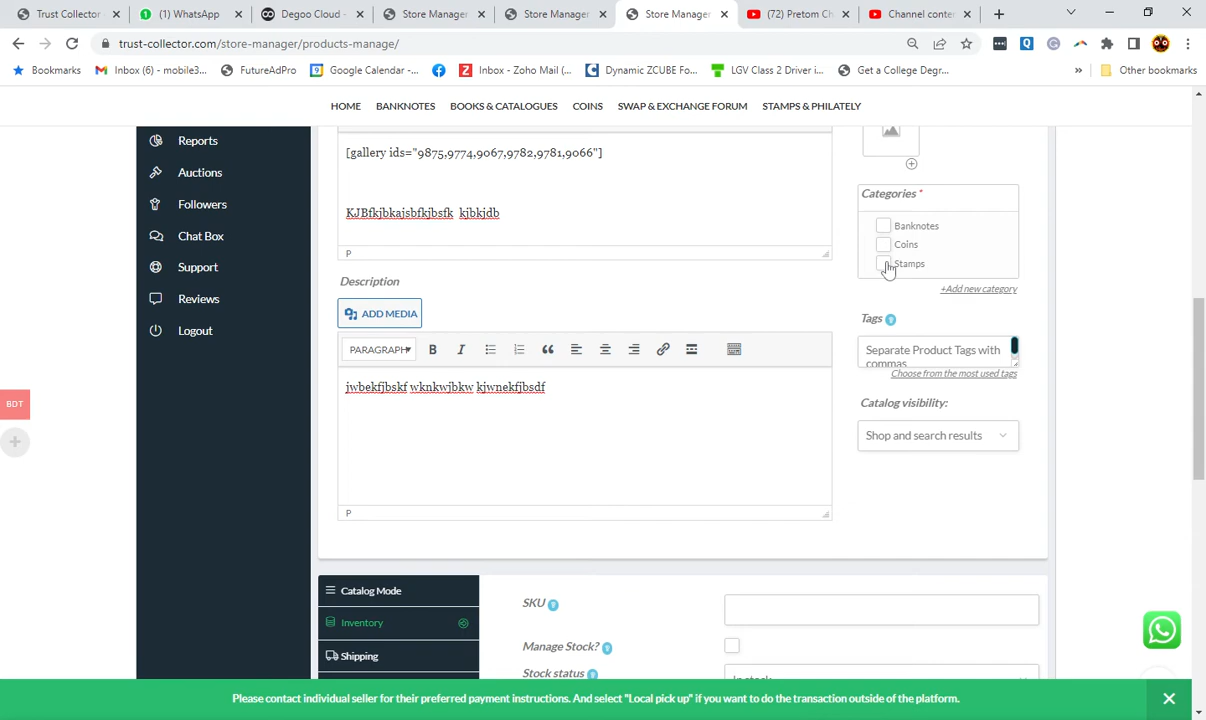 Trust Collector
(1) WhatsApp
Degoo Cloud -
Store Manager
Store Manager
Store Manager
(72) Pretom Ch
Channel conten
trust-collector.com/store-manager/products-manage/
Bookmarks
Inbox (6) - mobile3...
FutureAdPro
Google Calendar -...
Inbox - Zoho Mail (...
Dynamic ZCUBE Fo...
LGV Class 2 Driver i...
Get a College Degr...
»
Other bookmarks
HOME
BANKNOTES
BOOKS & CATALOGUES
COINS
SWAP & EXCHANGE FORUM
STAMPS & PHILATELY
Reports
Auctions
Followers
Chat Box
Support
Reviews
Logout
BDT
[gallery ids="9875,9774,9067,9782,9781,9066"]
KJBfkjbkajsbfkjbsfk kjbkjdb
P
Description
ADD MEDIA
PARAGRAPH
jwbekfjbskf wknkwjbkw kjwnekfjbsdf
P
Categories *
Banknotes
Coins
Stamps
+Add new category
Tags
Separate Product Tags with
commas
Choose from the most used tags
Catalog visibility:
Shop and search results
Catalog Mode
Inventory
Shipping
SKU
Manage Stock?
Stock status
In stock
Please contact individual seller for their preferred payment instructions. And select "Local pick up" if you want to do the transaction outside of the platform.